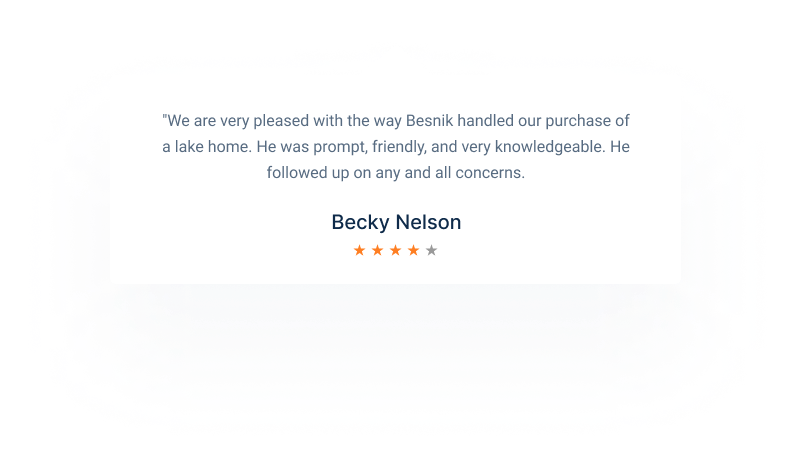 "We are very pleased with the way Besnik handled our purchase of
a lake home. He was prompt, friendly, and very knowledgeable. He
followed up on any and all concerns.
Becky Nelson